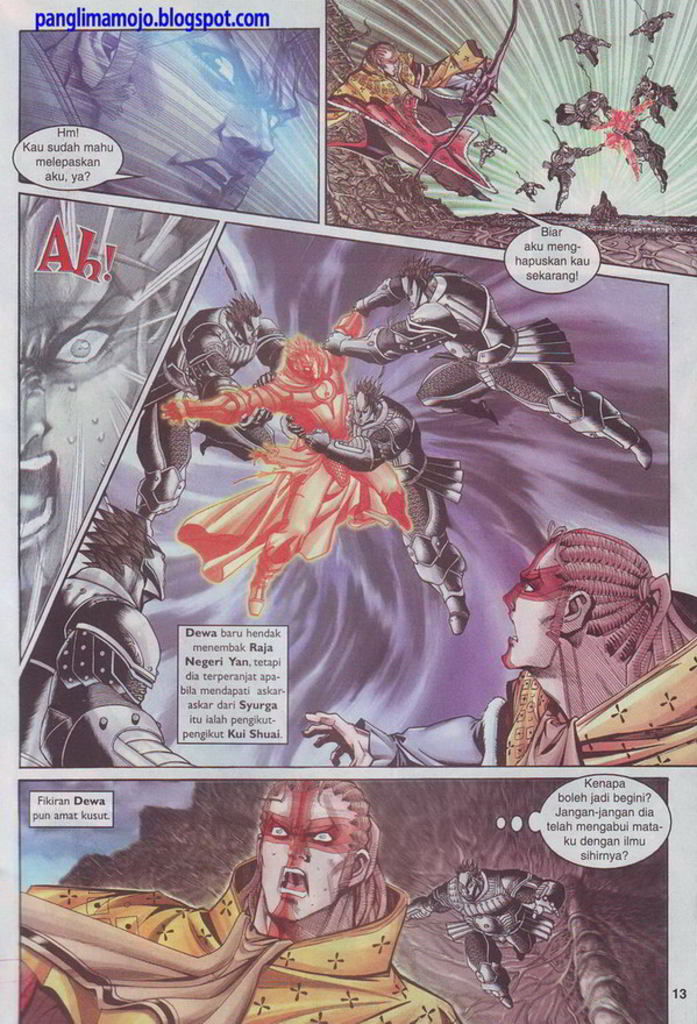 panglimamojo.blogspot.com
Hm!
Kau sudah mahu
melepaskan
aku, ya?
Biar
aku meng-
hapuskan kau
sekarang!
Ah!
Dewa baru hendak
menembak Raja
Negeri Yan, tetapi
dia terperanjat apa-
bila mendapati askar-
askar dari Syurga
itu ialah pengikut-
pengikut Kui Shuai.
Fikiran Dewa
pun amat kusut.
Kenapa
boleh jadi begini?
Jangan-jangan dia
telah mengabui mata-
ku dengan ilmu
sihirnya?
13